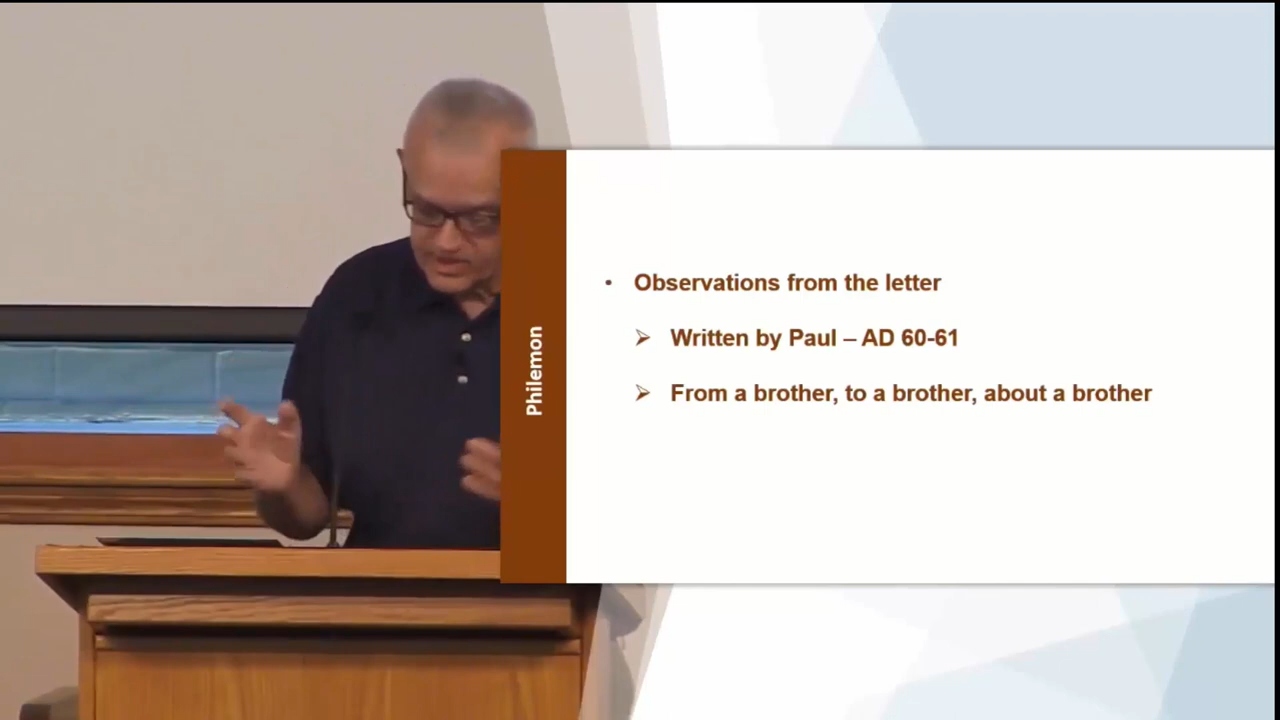 Philemon
• Observations from the letter
➢ Written by Paul – AD 60-61
➢ From a brother, to a brother, about a brother